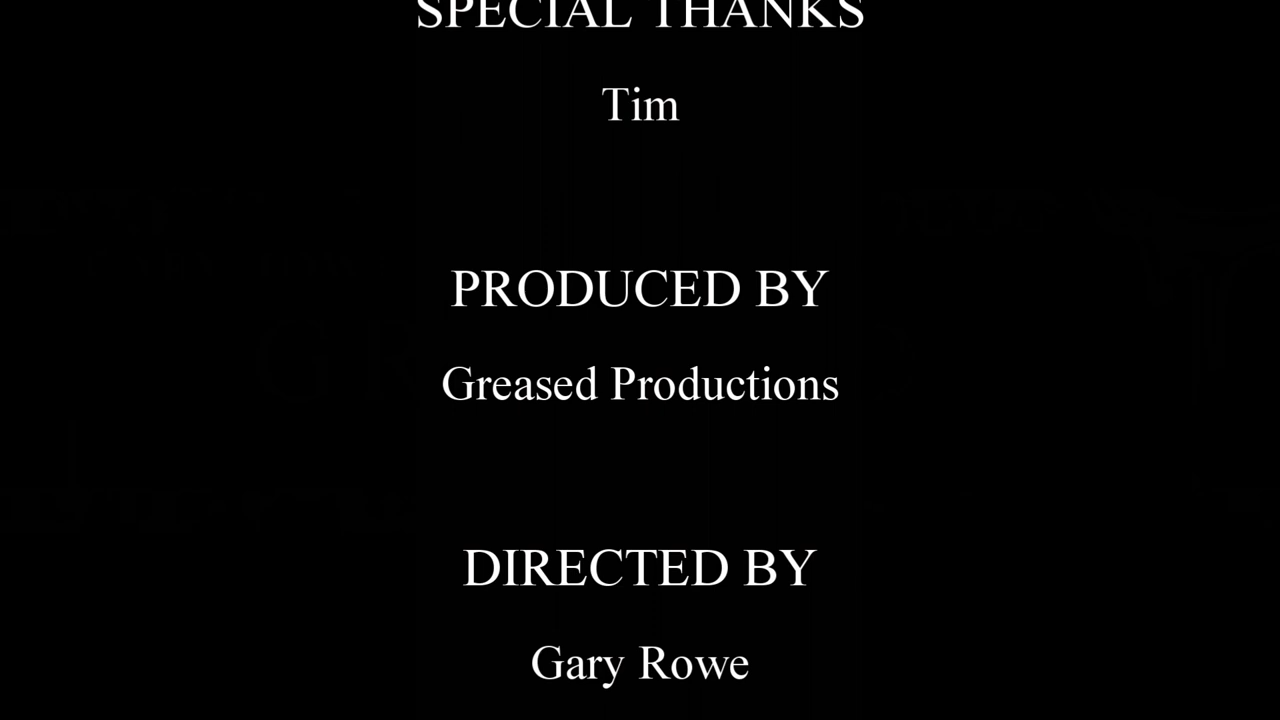 SPECIAL THANKS
Tim
PRODUCED BY
Greased Productions
DIRECTED BY
Gary Rowe